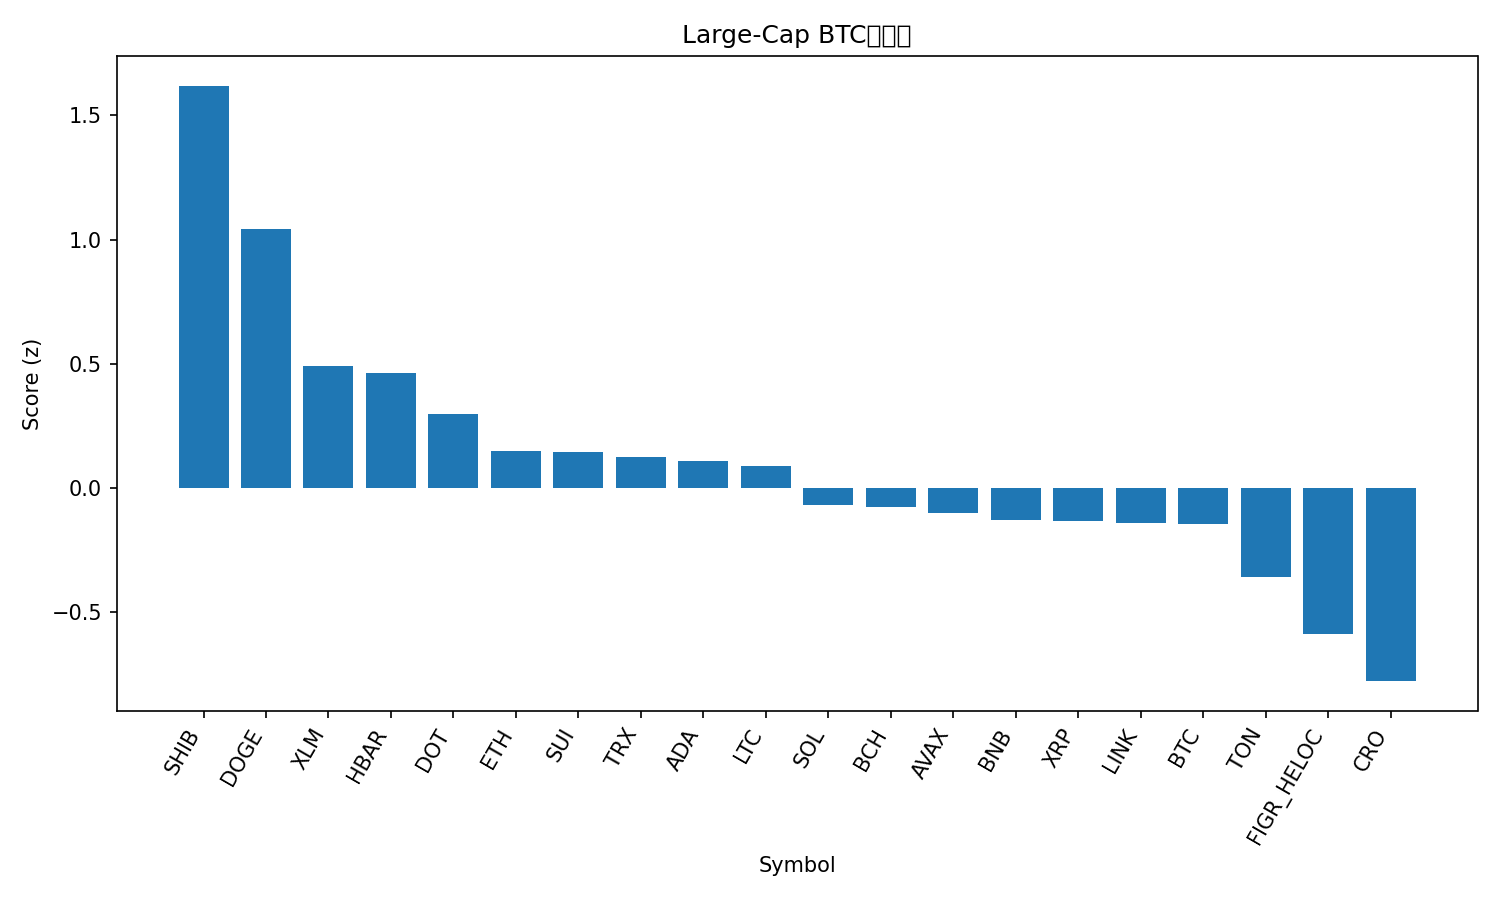 Large-Cap BTC
Score (z)
1.5
1.0
0.5
0.0
−0.5
SHIB
DOGE
XLM
HBAR
DOT
ETH
SUI
TRX
ADA
LTC
SOL
BCH
AVAX
BNB
XRP
LINK
BTC
TON
FIGR_HELOC
CRO
Symbol